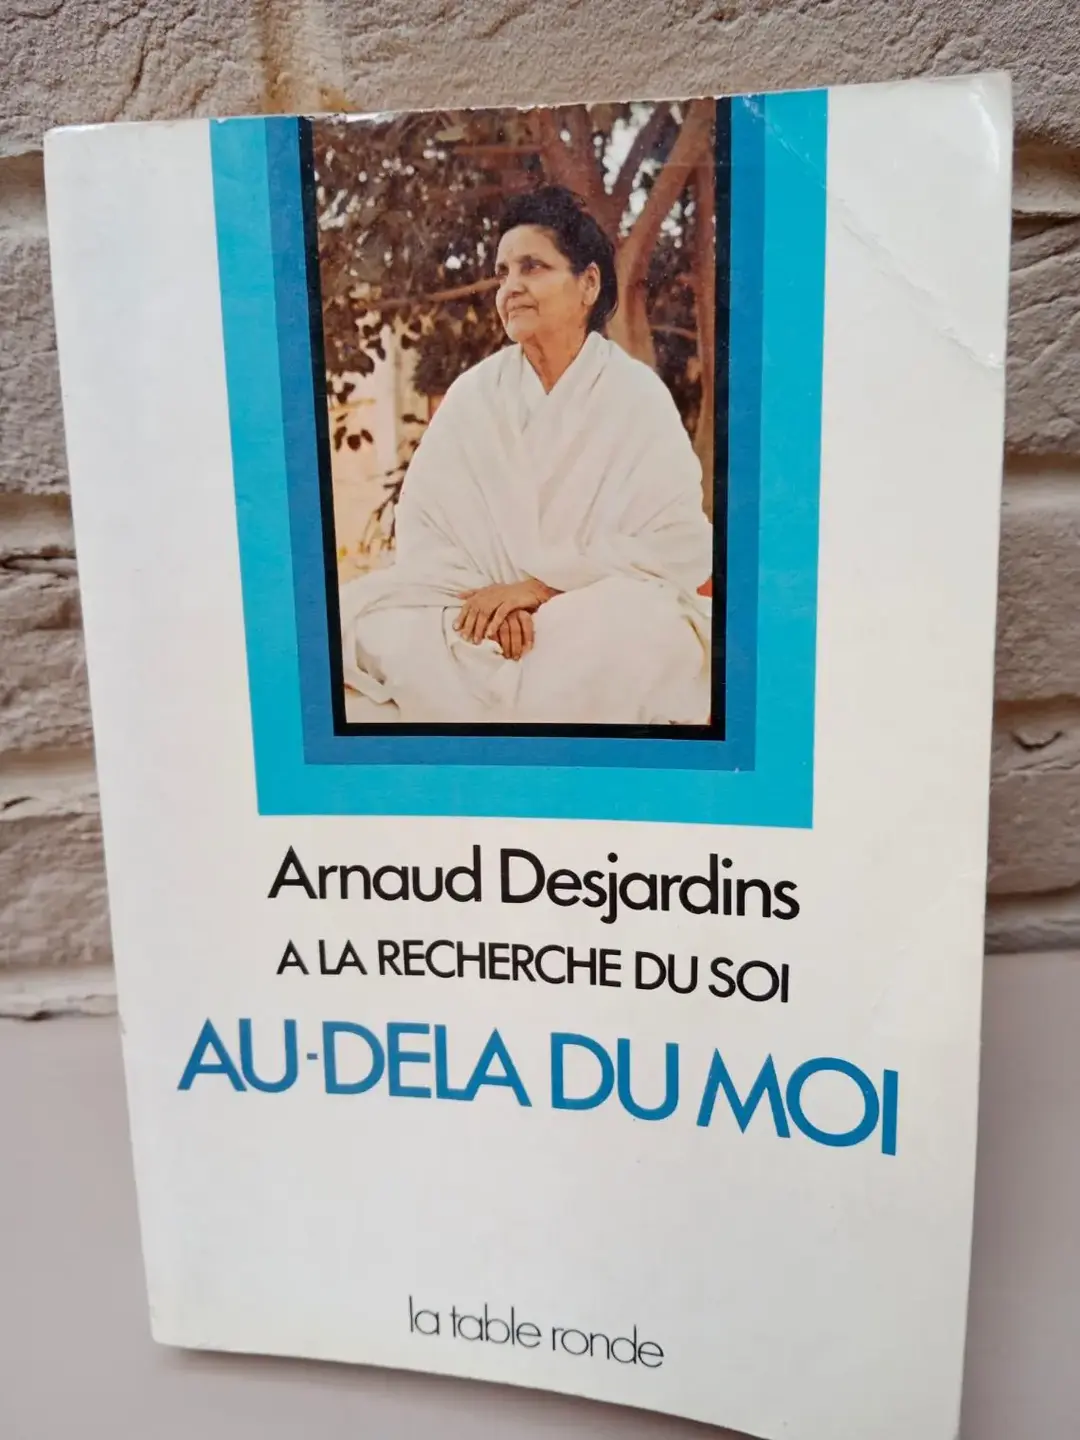 Arnaud Desjardins
A LA RECHERCHE DU SOI
AU-DELA DU MOI
la table ronde